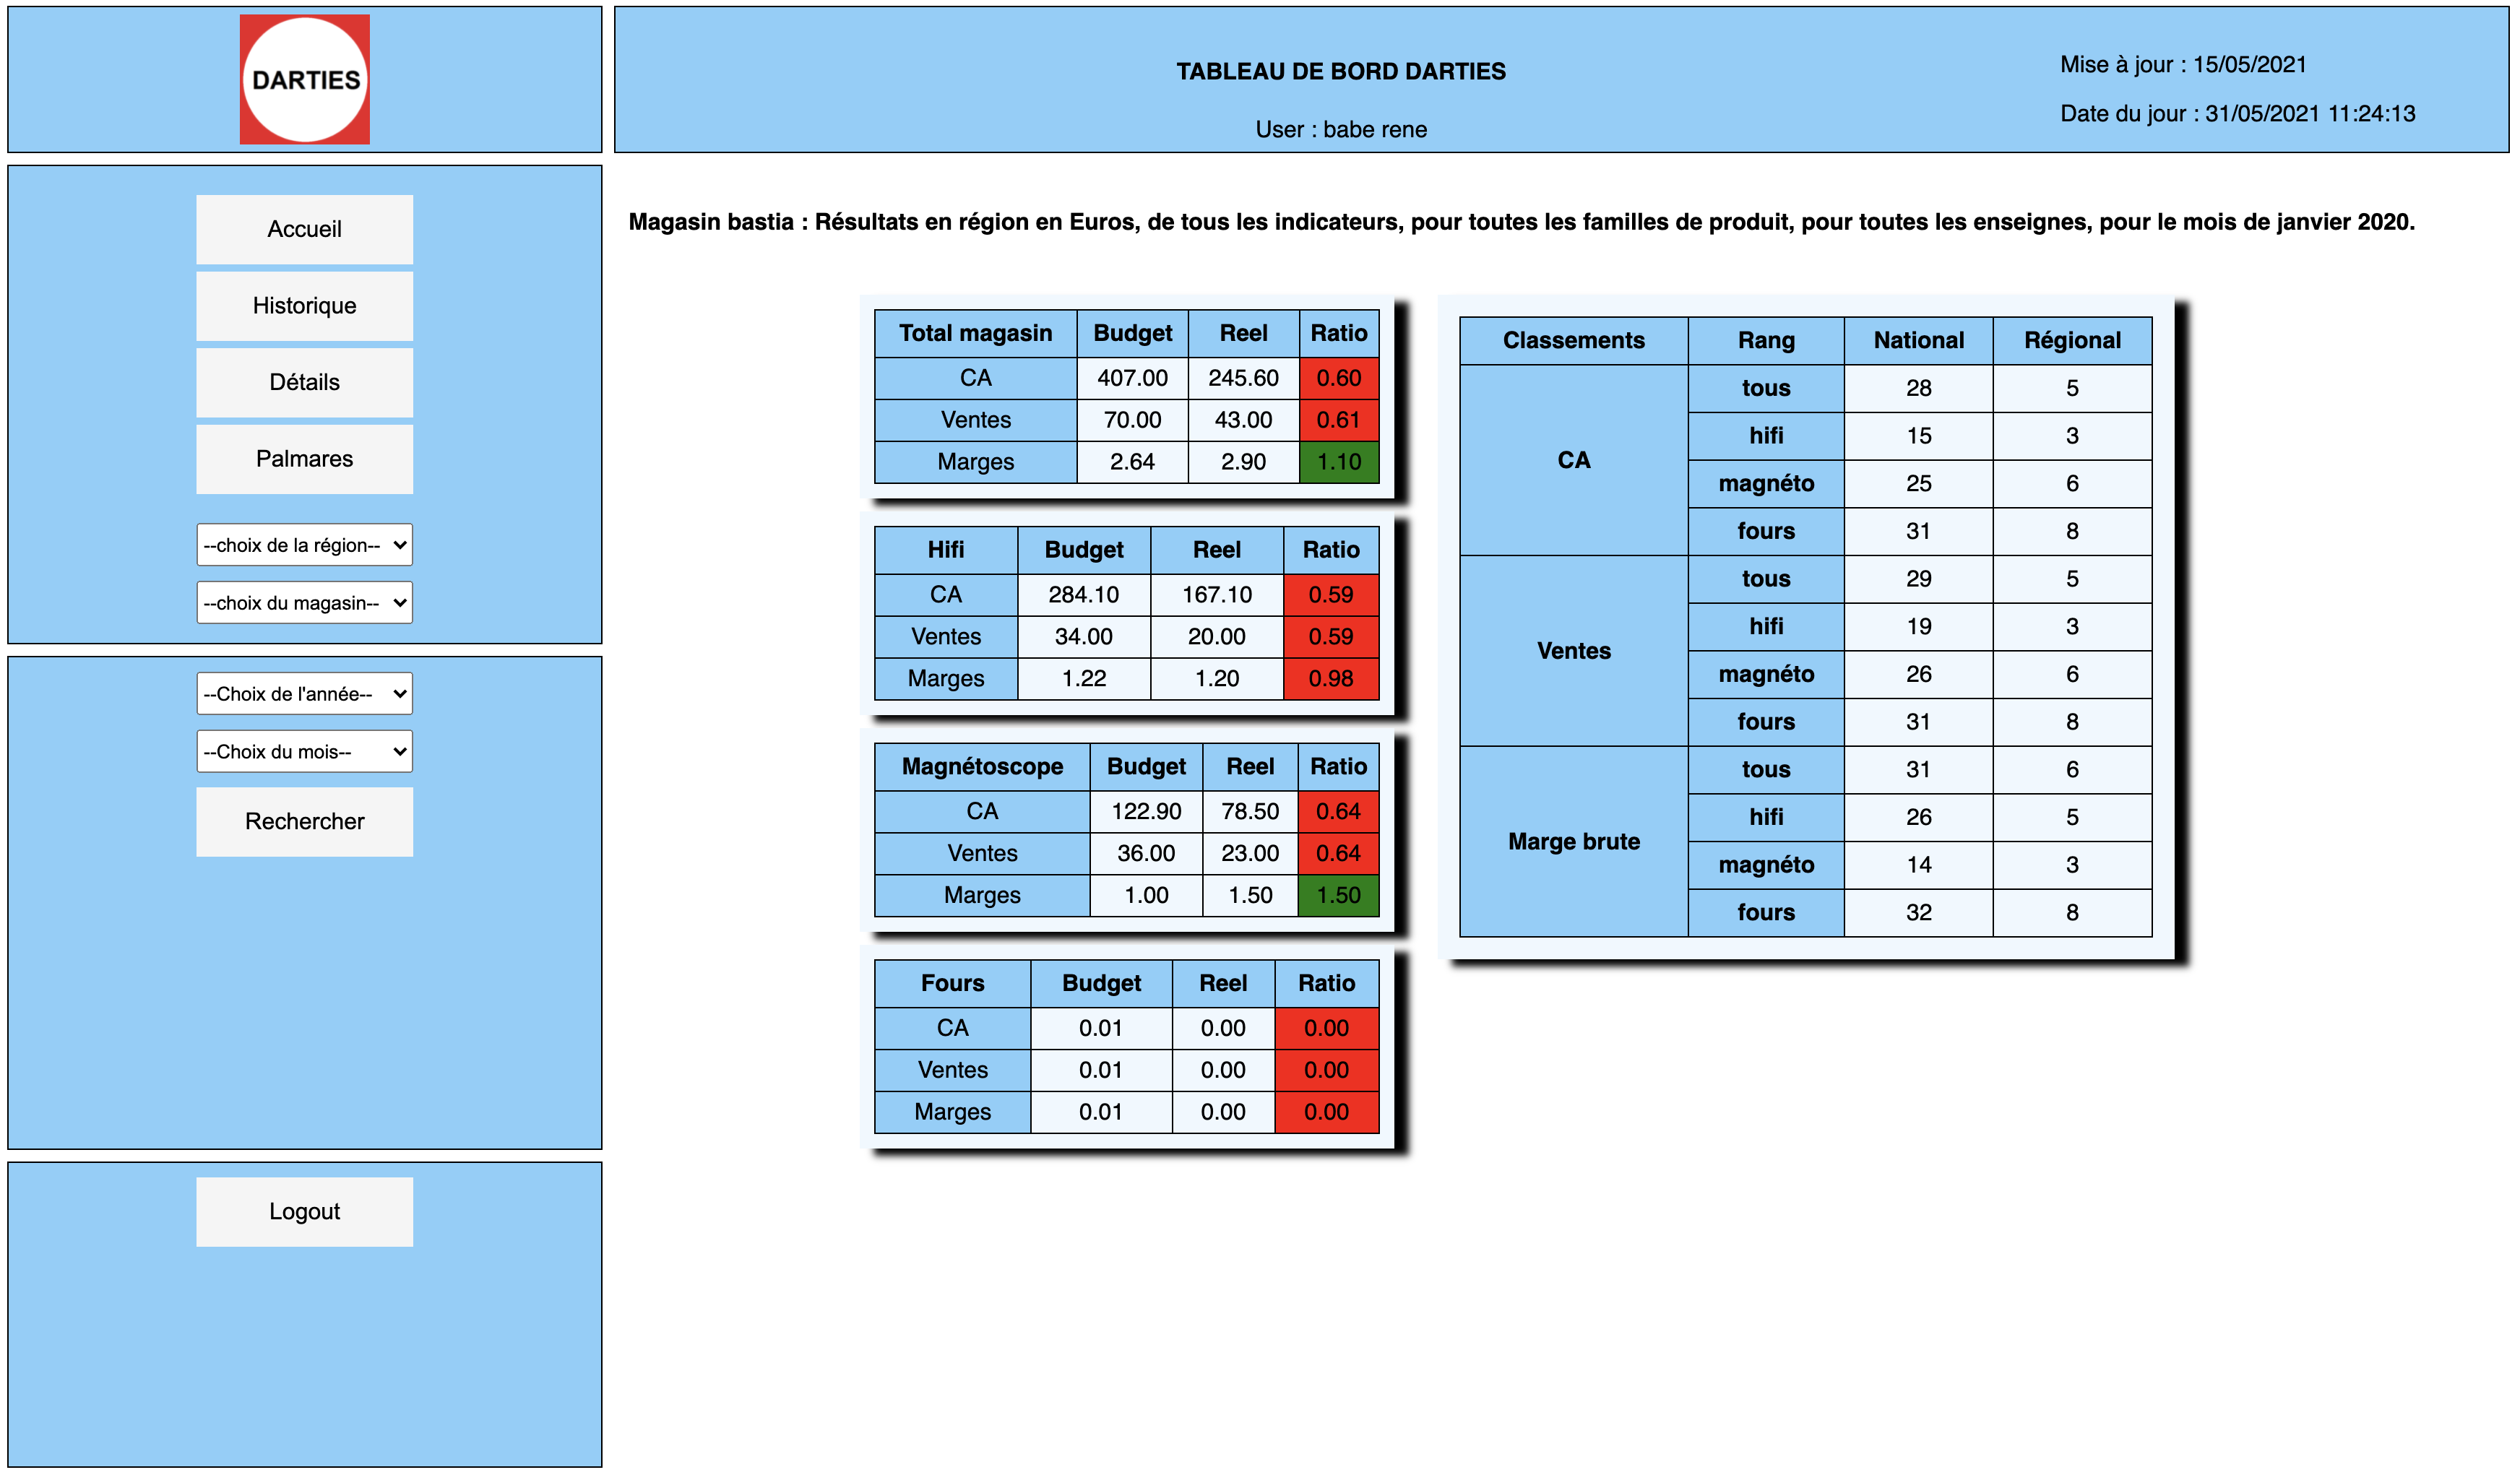 DARTIES
TABLEAU DE BORD DARTIES
User : babe rene
Mise à jour : 15/05/2021
Date du jour : 31/05/2021 11:24:13
Accueil
Historique
Détails
Palmares
--choix de la région--
--choix du magasin--
--Choix de l'année--
--Choix du mois--
Rechercher
Logout
Magasin bastia : Résultats en région en Euros, de tous les indicateurs, pour toutes les familles de produit, pour toutes les enseignes, pour le mois de janvier 2020.
Total magasin Budget Reel Ratio
CA 407.00 245.60 0.60
Ventes 70.00 43.00 0.61
Marges 2.64 2.90 1.10
Hifi Budget Reel Ratio
CA 284.10 167.10 0.59
Ventes 34.00 20.00 0.59
Marges 1.22 1.20 0.98
Magnétoscope Budget Reel Ratio
CA 122.90 78.50 0.64
Ventes 36.00 23.00 0.64
Marges 1.00 1.50 1.50
Fours Budget Reel Ratio
CA 0.01 0.00 0.00
Ventes 0.01 0.00 0.00
Marges 0.01 0.00 0.00
Classements Rang National Régional
CA
tous 28 5
hifi 15 3
magnéto 25 6
fours 31 8
Ventes
tous 29 5
hifi 19 3
magnéto 26 6
fours 31 8
Marge brute
tous 31 6
hifi 26 5
magnéto 14 3
fours 32 8